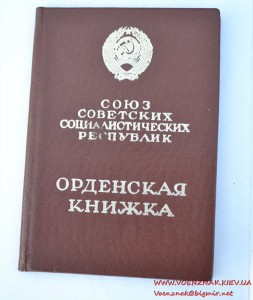 СОЮЗ
СОВЕТСКИХ
СОЦИАЛИСТИЧЕСКИХ
РЕСПУБЛИК
ОРДЕНСКАЯ
КНИЖКА
WWW.VOENZNAK.KIEV.UA
Voenznak@bigmir.net